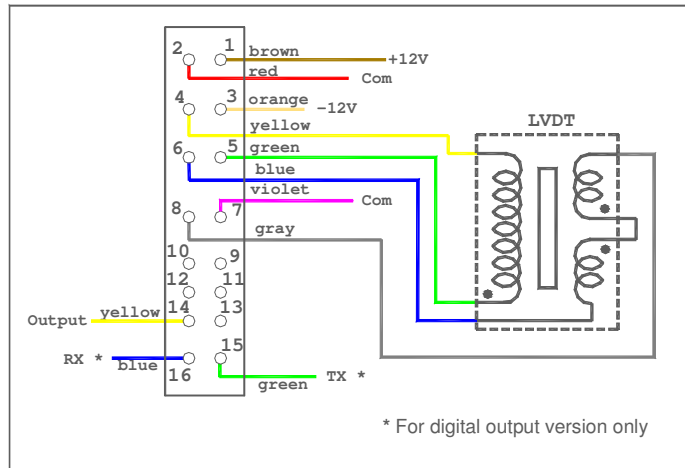 2 1 brown +12V
red Com
4 3 orange -12V
yellow LVDT
6 5 green
blue
violet
8 7 Com
gray
10 9
12 11
14 13
Output yellow
15
RX * blue
16 green TX *
* For digital output version only